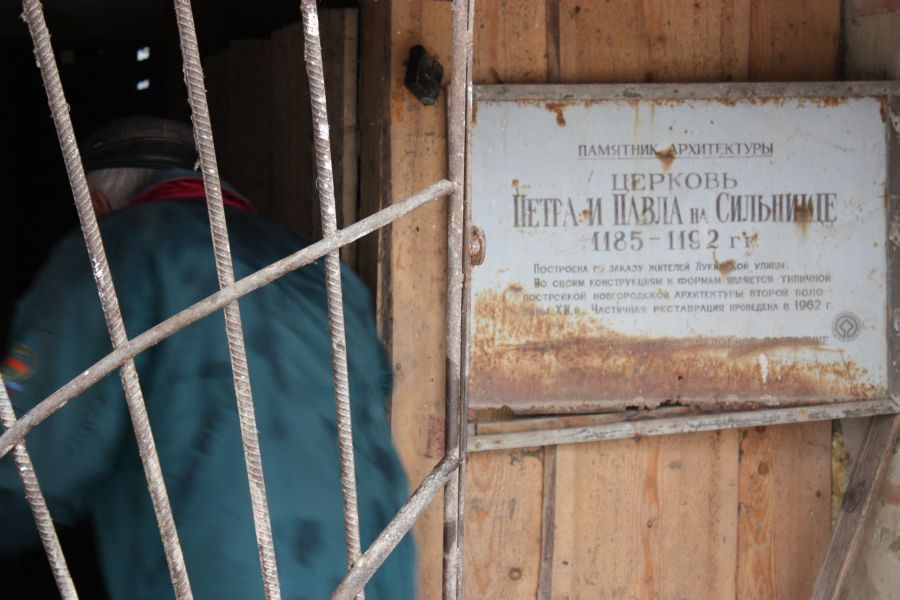 ПАМЯТНИК АРХИТЕКТУРЫ
ЦЕРКОВЬ
ПЕТРА И ПАВЛА НА СИЛЬНИЩЕ
1185-1192 гг.
ПОСТРОЕНА ПО ЗАКАЗУ ЖИТЕЛЕЙ ЛУКИНСКОЙ УЛИЦЫ.
ПО СВОИМ КОНСТРУКЦИЯМ И ФОРМАМ ЯВЛЯЕТСЯ ТИПИЧНОЙ
ПОСТРОЙКОЙ НОВГОРОДСКОЙ АРХИТЕКТУРЫ ВТОРОЙ ПОЛО-
ВИНЫ XII В. ЧАСТИЧНАЯ РЕСТАВРАЦИЯ ПРОВЕДЕНА В 1962 Г.